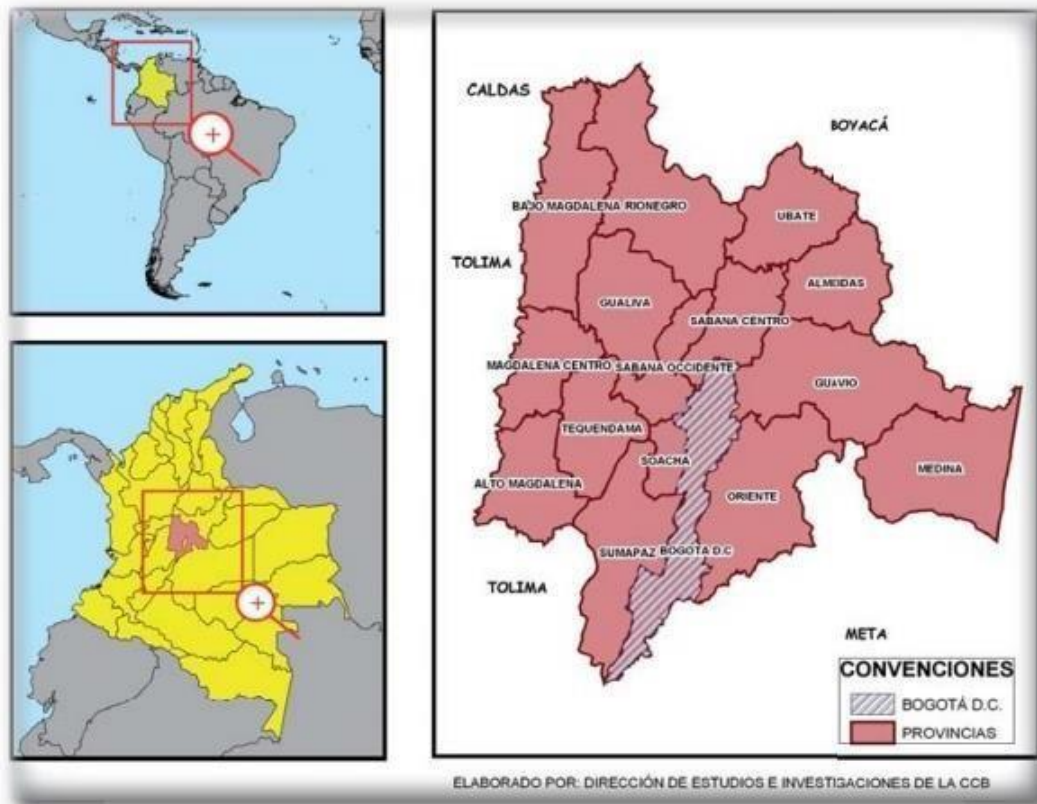 CALDAS
BOYACÁ
BAJO MAGDALENA
RIONEGRO
UBATE
TOLIMA
ALMEIDAS
GUALIVA
SABANA CENTRO
MAGDALENA CENTRO
SABANA OCCIDENTE
GUAVIO
TEQUENDAMA
SOACHA
MEDINA
ALTO MAGDALENA
ORIENTE
SUMAPAZ
BOGOTÁ D.C
TOLIMA
META
CONVENCIONES
BOGOTÁ D.C.
PROVINCIAS
ELABORADO POR: DIRECCIÓN DE ESTUDIOS E INVESTIGACIONES DE LA CCB